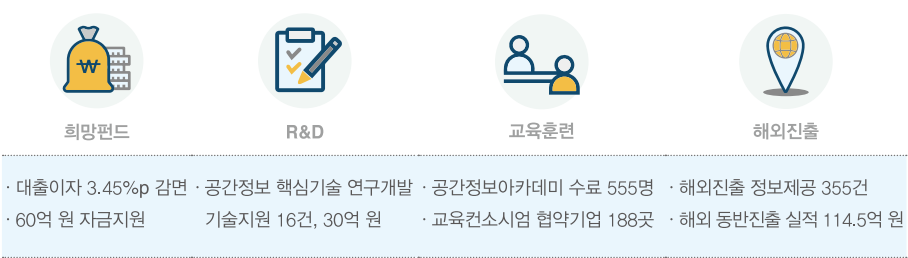 ₩
희망펀드
R&D
교육훈련
해외진출
· 대출이자 3.45%p 감면
· 60억 원 자금지원
· 공간정보 핵심기술 연구개발
기술지원 16건, 30억 원
· 공간정보아카데미 수료 555명
· 교육컨소시엄 협약기업 188곳
· 해외진출 정보제공 355건
· 해외 동반진출 실적 114.5억 원